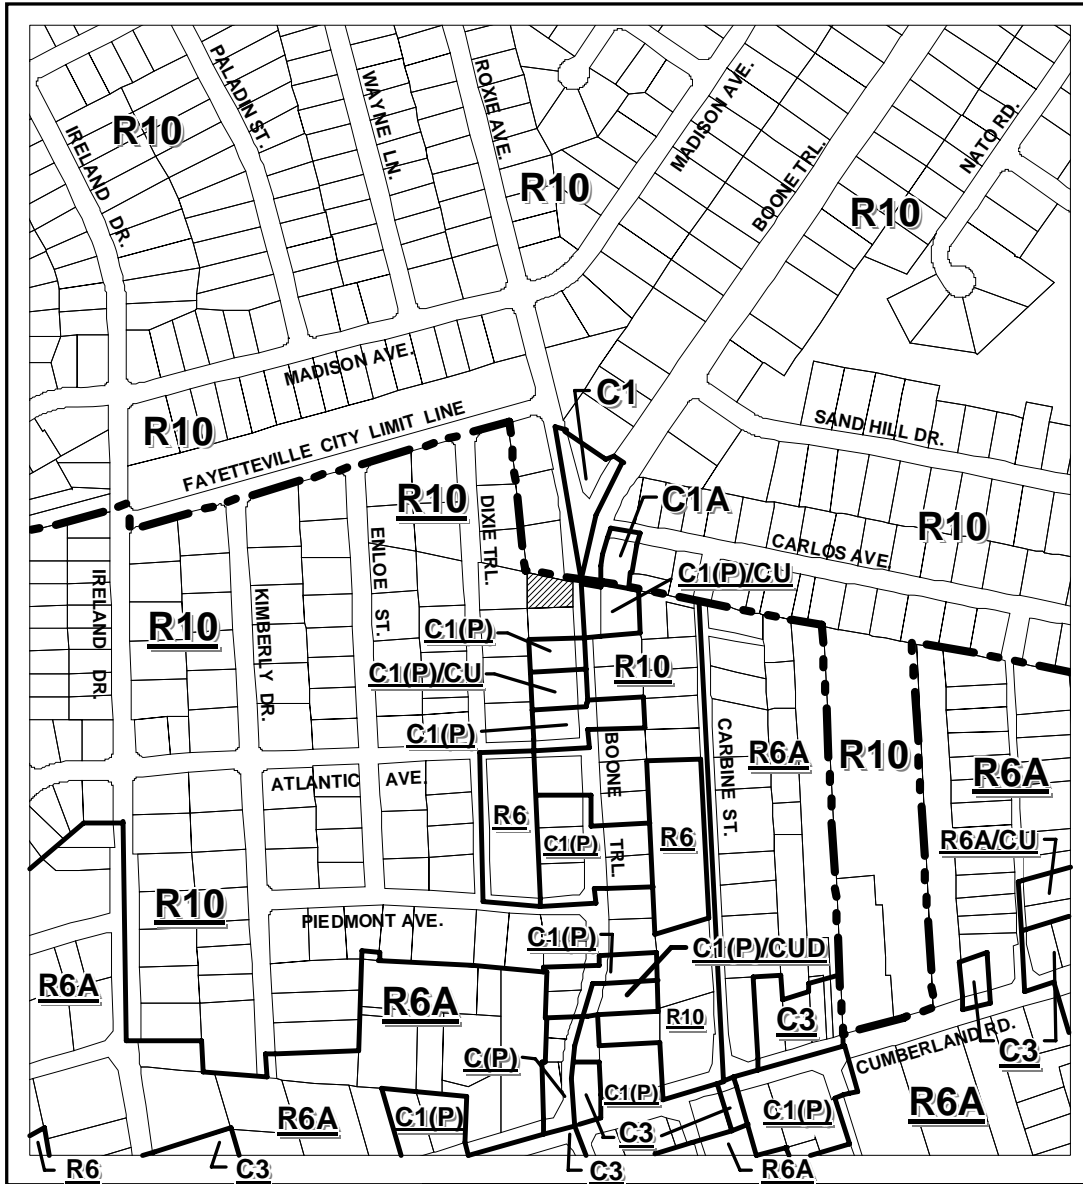 PALADIN ST.
WAYNE LN.
ROXIE AVE.
MADISON AVE.
NATO RD.
R10
IRELAND DR.
BOONE TRL.
R10
R10
MADISON AVE.
C1
SAND HILL DR.
R10
FAYETTEVILLE CITY LIMIT LINE
R10
DIXIE TRL.
C1A
R10
ENLOE ST.
CARLOS AVE.
C1(P)/CU
IRELAND DR.
KIMBERLY DR.
R10
C1(P)
R10
C1(P)/CU
C1(P)
BOONE TRL.
CARBINE ST.
R6A
R10
R6A
ATLANTIC AVE.
R6
C1(P)
R6
R6A/CU
R10
PIEDMONT AVE.
C1(P)
C1(P)/CUD
R6A
R6A
R10
C3
CUMBERLAND RD.
C3
C(P)
C1(P)
R6A
C1(P)
R6A
C1(P)
C3
R6
C3
C3
R6A